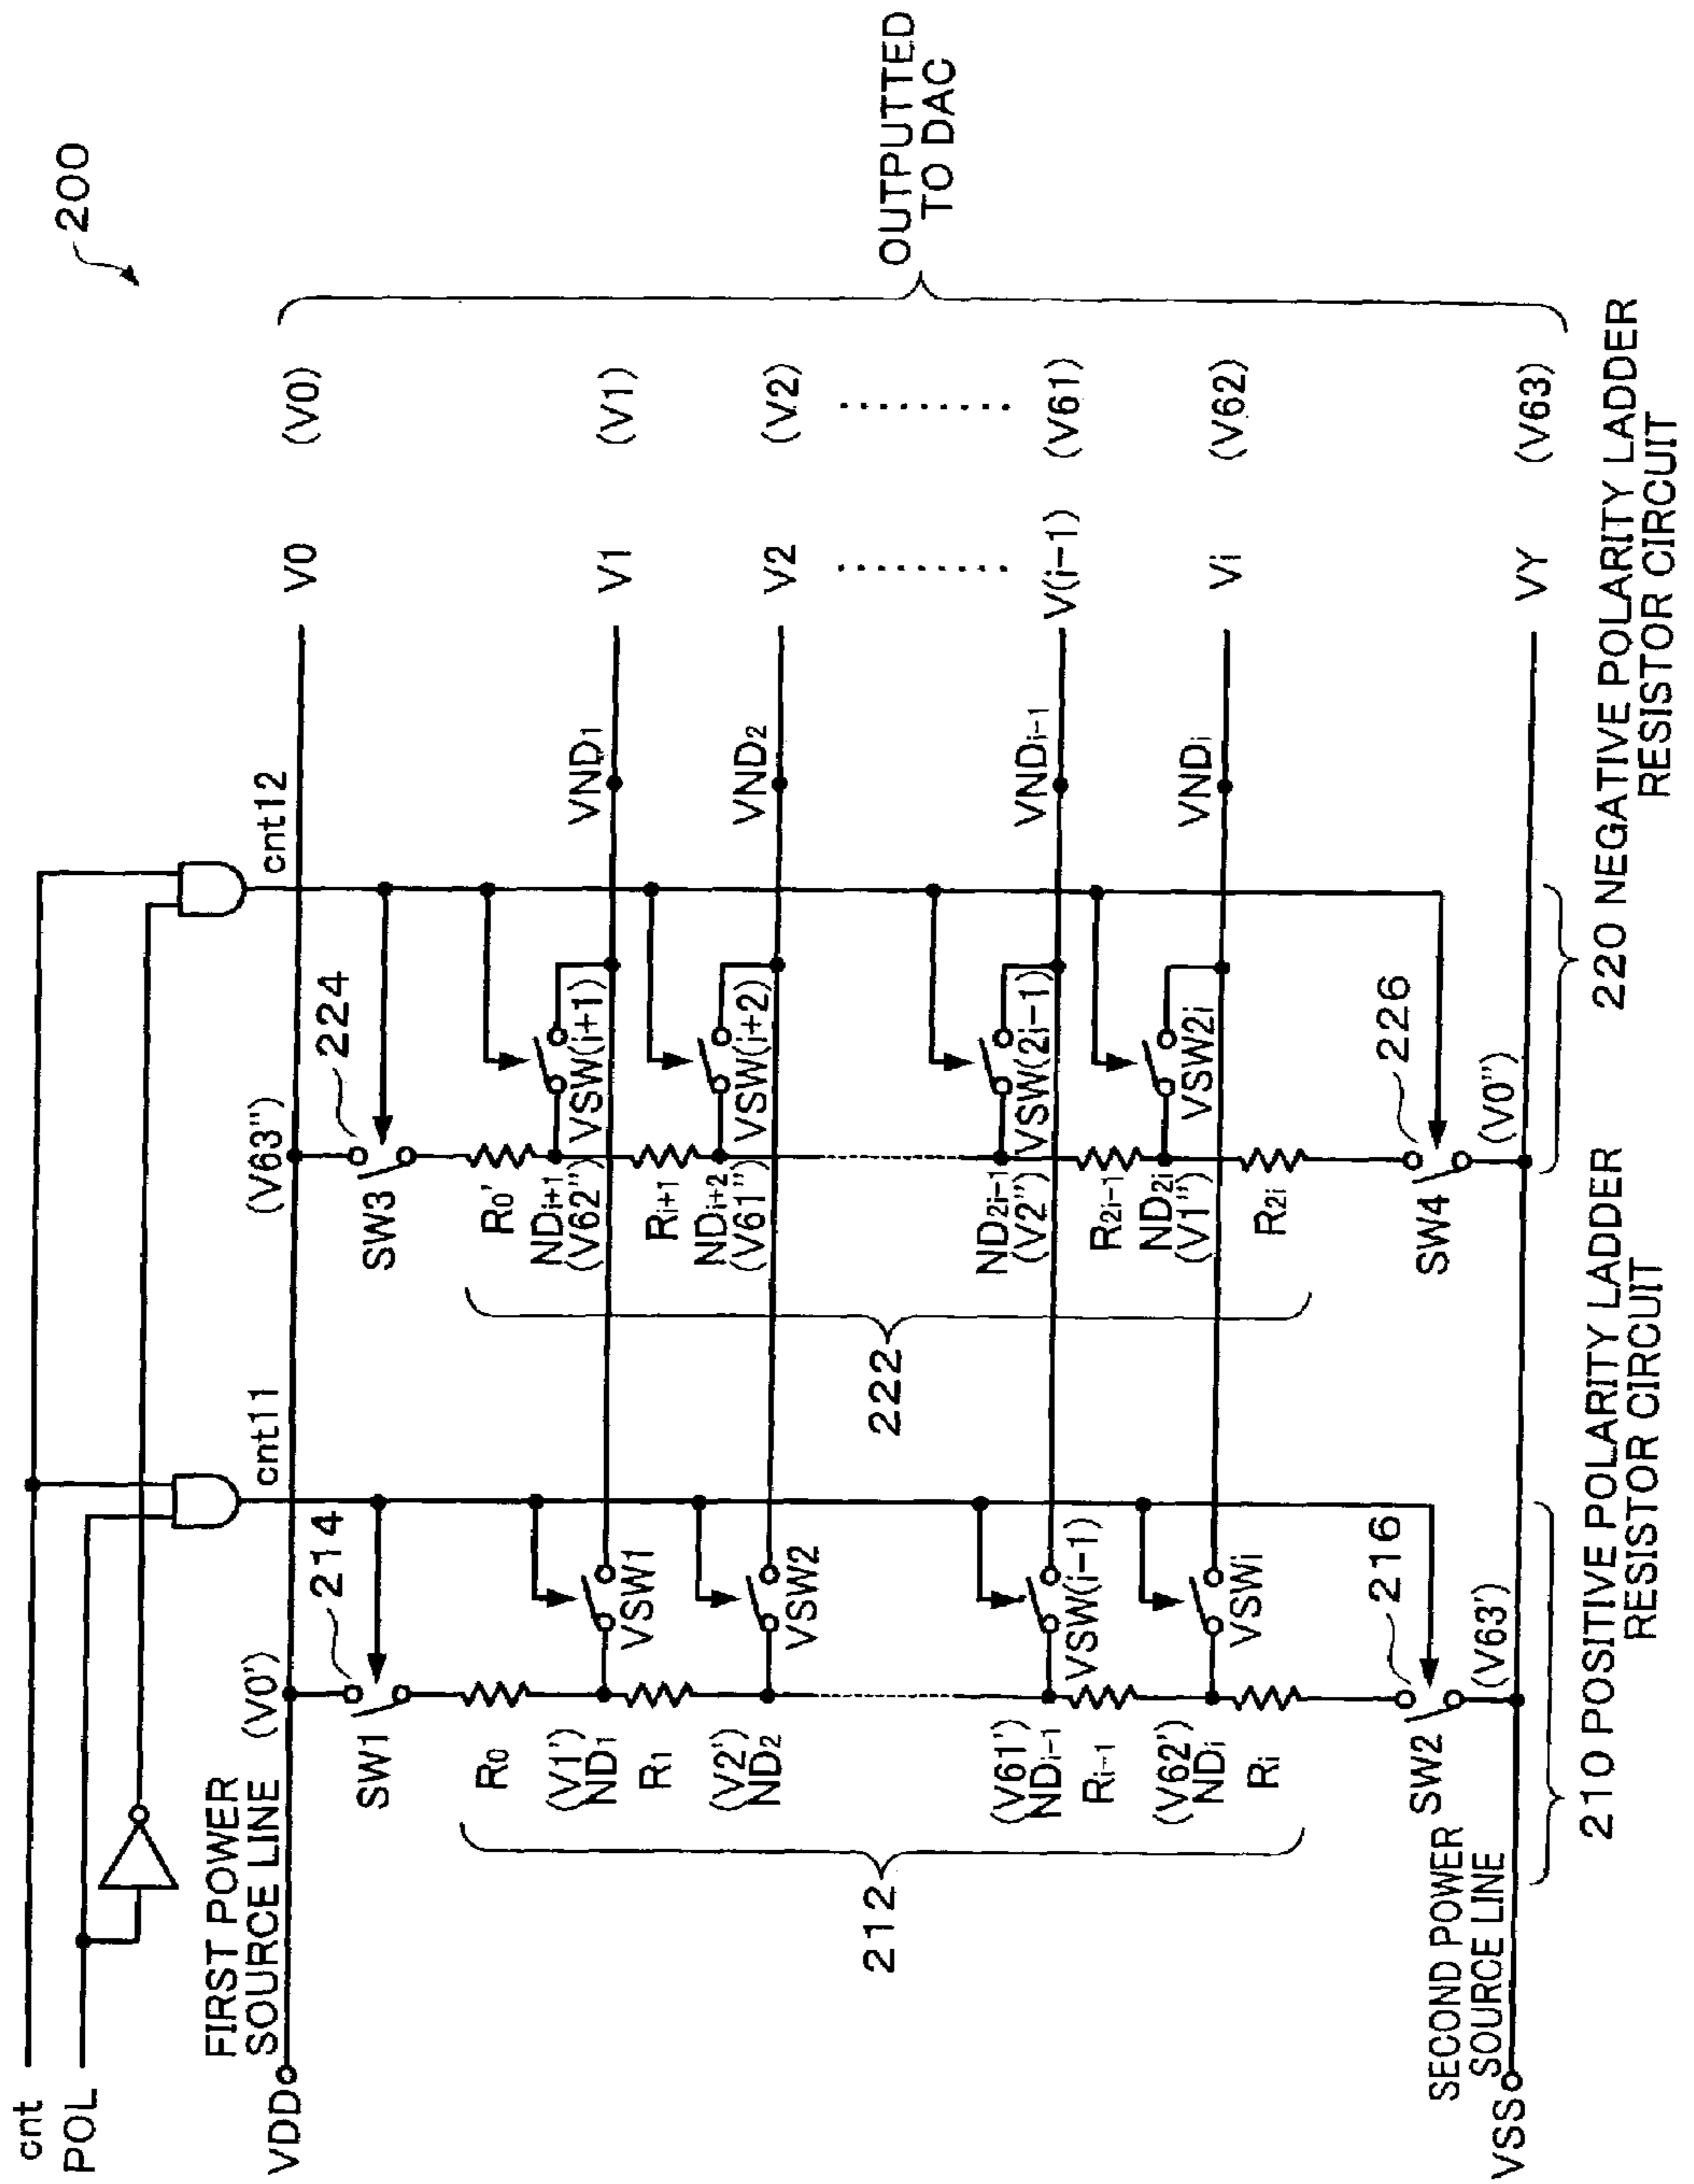 200
cnt
POL
FIRST POWER
SOURCE LINE
VDD
cnt11
cnt12
(V0')
(V63'')
V0
(V0)
214
224
SW1
SW3
R0
R0'
(V1')
ND1
VSW1
NDi+1
(V62'')
VSW(i+1)
VND1
V1
(V1)
R1
Ri+1
(V2')
ND2
VSW2
NDi+2
(V61'')
VSW(i+2)
VND2
V2
(V2)
212
222
OUTPUTTED
TO DAC
(V61')
NDi-1
VSW(i-1)
ND2i-1
(V2'')
VSW(2i-1)
VNDi-1
V(i-1)
(V61)
Ri-1
R2i-1
(V62')
NDi
VSWi
ND2i
(V1'')
VSW2i
VNDi
Vi
(V62)
Ri
R2i
216
226
SW2
SW4
SECOND POWER
SOURCE LINE
VSS
(V63')
(V0'')
VY
(V63)
210 POSITIVE POLARITY LADDER
RESISTOR CIRCUIT
220 NEGATIVE POLARITY LADDER
RESISTOR CIRCUIT